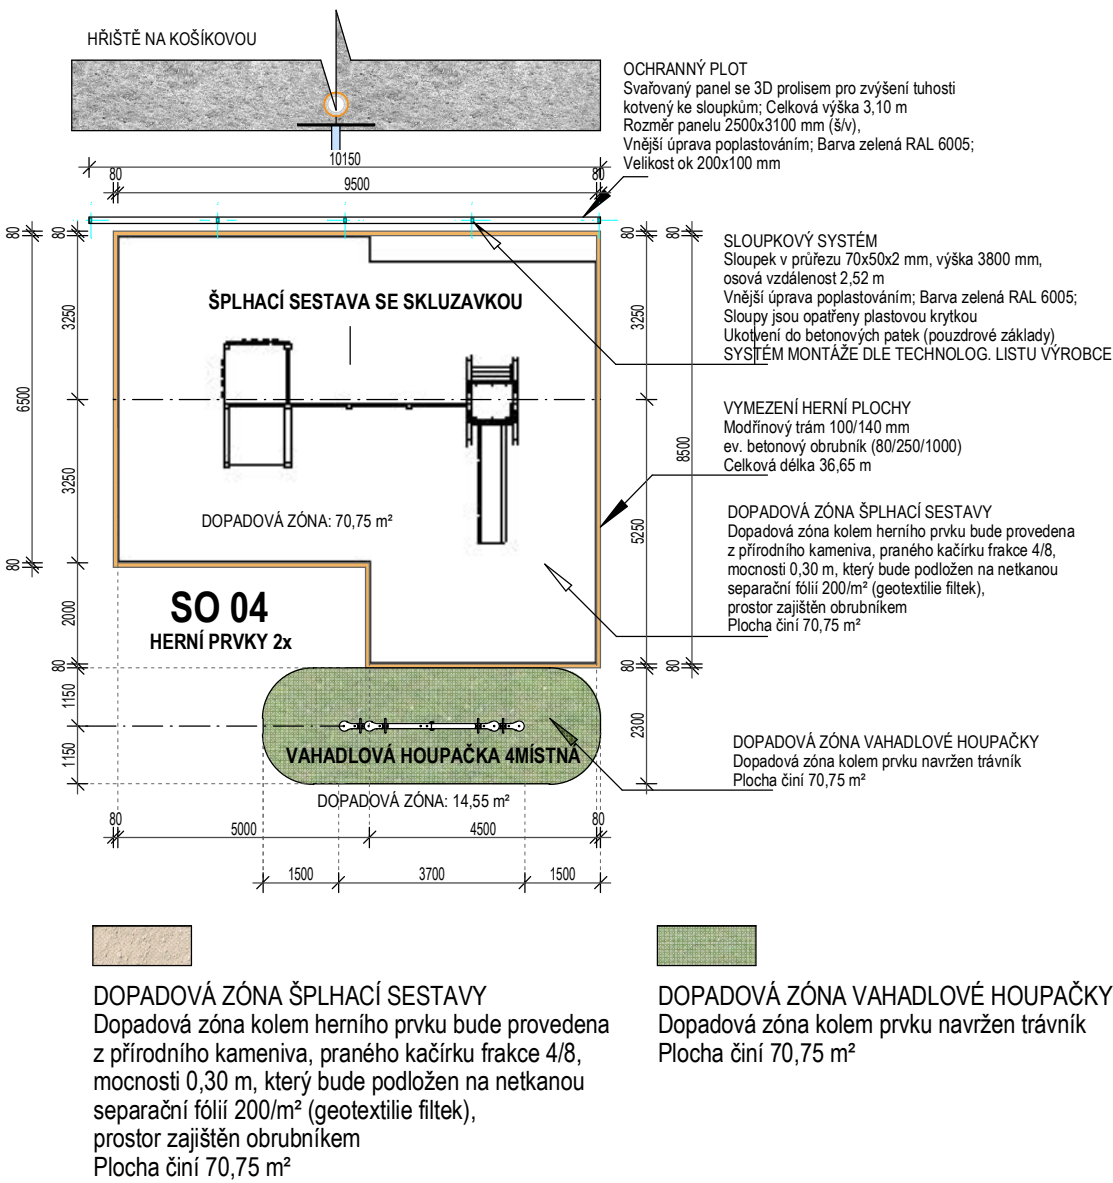 HŘIŠTĚ NA KOŠÍKOVOU
OCHRANNÝ PLOT
Svařovaný panel se 3D prolisem pro zvýšení tuhosti
kotvený ke sloupkům; Celková výška 3,10 m
Rozměr panelu 2500x3100 mm (š/v),
Vnější úprava poplastováním; Barva zelená RAL 6005;
Velikost ok 200x100 mm
10150
80
9500
80
80
80
80
80
SLOUPKOVÝ SYSTÉM
Sloupek v průřezu 70x50x2 mm, výška 3800 mm,
osová vzdálenost 2,52 m
Vnější úprava poplastováním; Barva zelená RAL 6005;
Sloupy jsou opatřeny plastovou krytkou
Ukotvení do betonových patek (pouzdrové základy)
SYSTÉM MONTÁŽE DLE TECHNOLOG. LISTU VÝROBCE
ŠPLHACÍ SESTAVA SE SKLUZAVKOU
3250
3250
6500
VYMEZENÍ HERNÍ PLOCHY
Modřínový trám 100/140 mm
ev. betonový obrubník (80/250/1000)
Celková délka 36,65 m
8500
3250
5250
DOPADOVÁ ZÓNA: 70,75 m²
DOPADOVÁ ZÓNA ŠPLHACÍ SESTAVY
Dopadová zóna kolem herního prvku bude provedena
z přírodního kameniva, praného kačírku frakce 4/8,
mocnosti 0,30 m, který bude podložen na netkanou
separační fólií 200/m² (geotextilie filtek),
prostor zajištěn obrubníkem
Plocha činí 70,75 m²
80
2000
SO 04
HERNÍ PRVKY 2x
80
80
80
1150
1150
2300
VAHADLOVÁ HOUPAČKA 4MÍSTNÁ
DOPADOVÁ ZÓNA VAHADLOVÉ HOUPAČKY
Dopadová zóna kolem prvku navržen trávník
Plocha činí 70,75 m²
DOPADOVÁ ZÓNA: 14,55 m²
80
5000
4500
80
1500
3700
1500
DOPADOVÁ ZÓNA ŠPLHACÍ SESTAVY
Dopadová zóna kolem herního prvku bude provedena
z přírodního kameniva, praného kačírku frakce 4/8,
mocnosti 0,30 m, který bude podložen na netkanou
separační fólií 200/m² (geotextilie filtek),
prostor zajištěn obrubníkem
Plocha činí 70,75 m²
DOPADOVÁ ZÓNA VAHADLOVÉ HOUPAČKY
Dopadová zóna kolem prvku navržen trávník
Plocha činí 70,75 m²